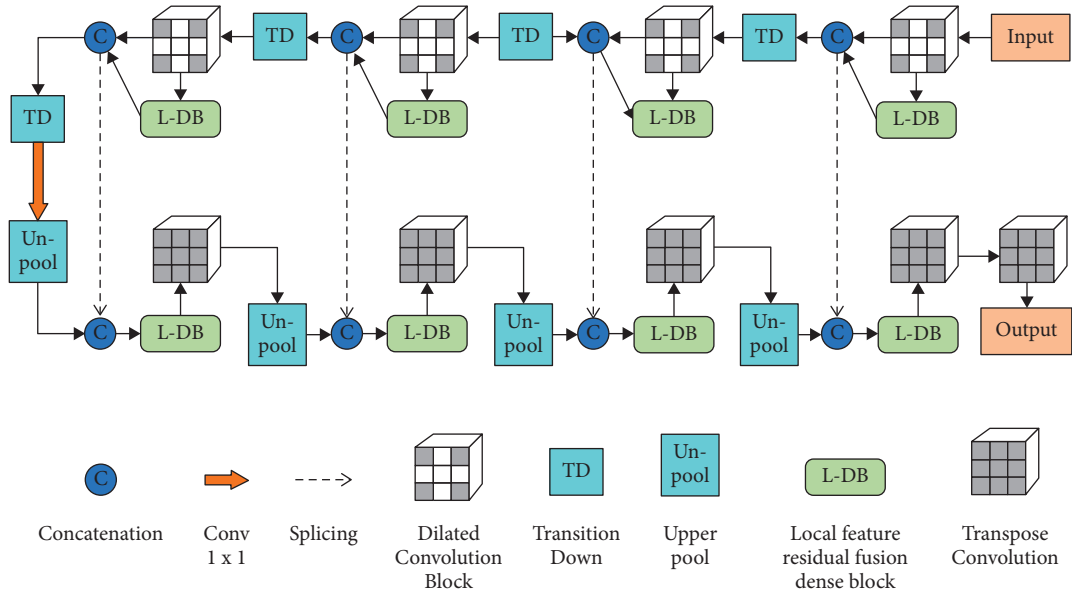 C
TD
C
TD
C
TD
C
Input
TD
L-DB
L-DB
L-DB
L-DB
Un-
pool
C
L-DB
Un-
pool
C
L-DB
Un-
pool
C
L-DB
Un-
pool
C
L-DB
Output
C
TD
Un-
pool
L-DB
Concatenation
Conv
1 x 1
Splicing
Dilated
Convolution
Block
Transition
Down
Upper
pool
Local feature
residual fusion
dense block
Transpose
Convolution